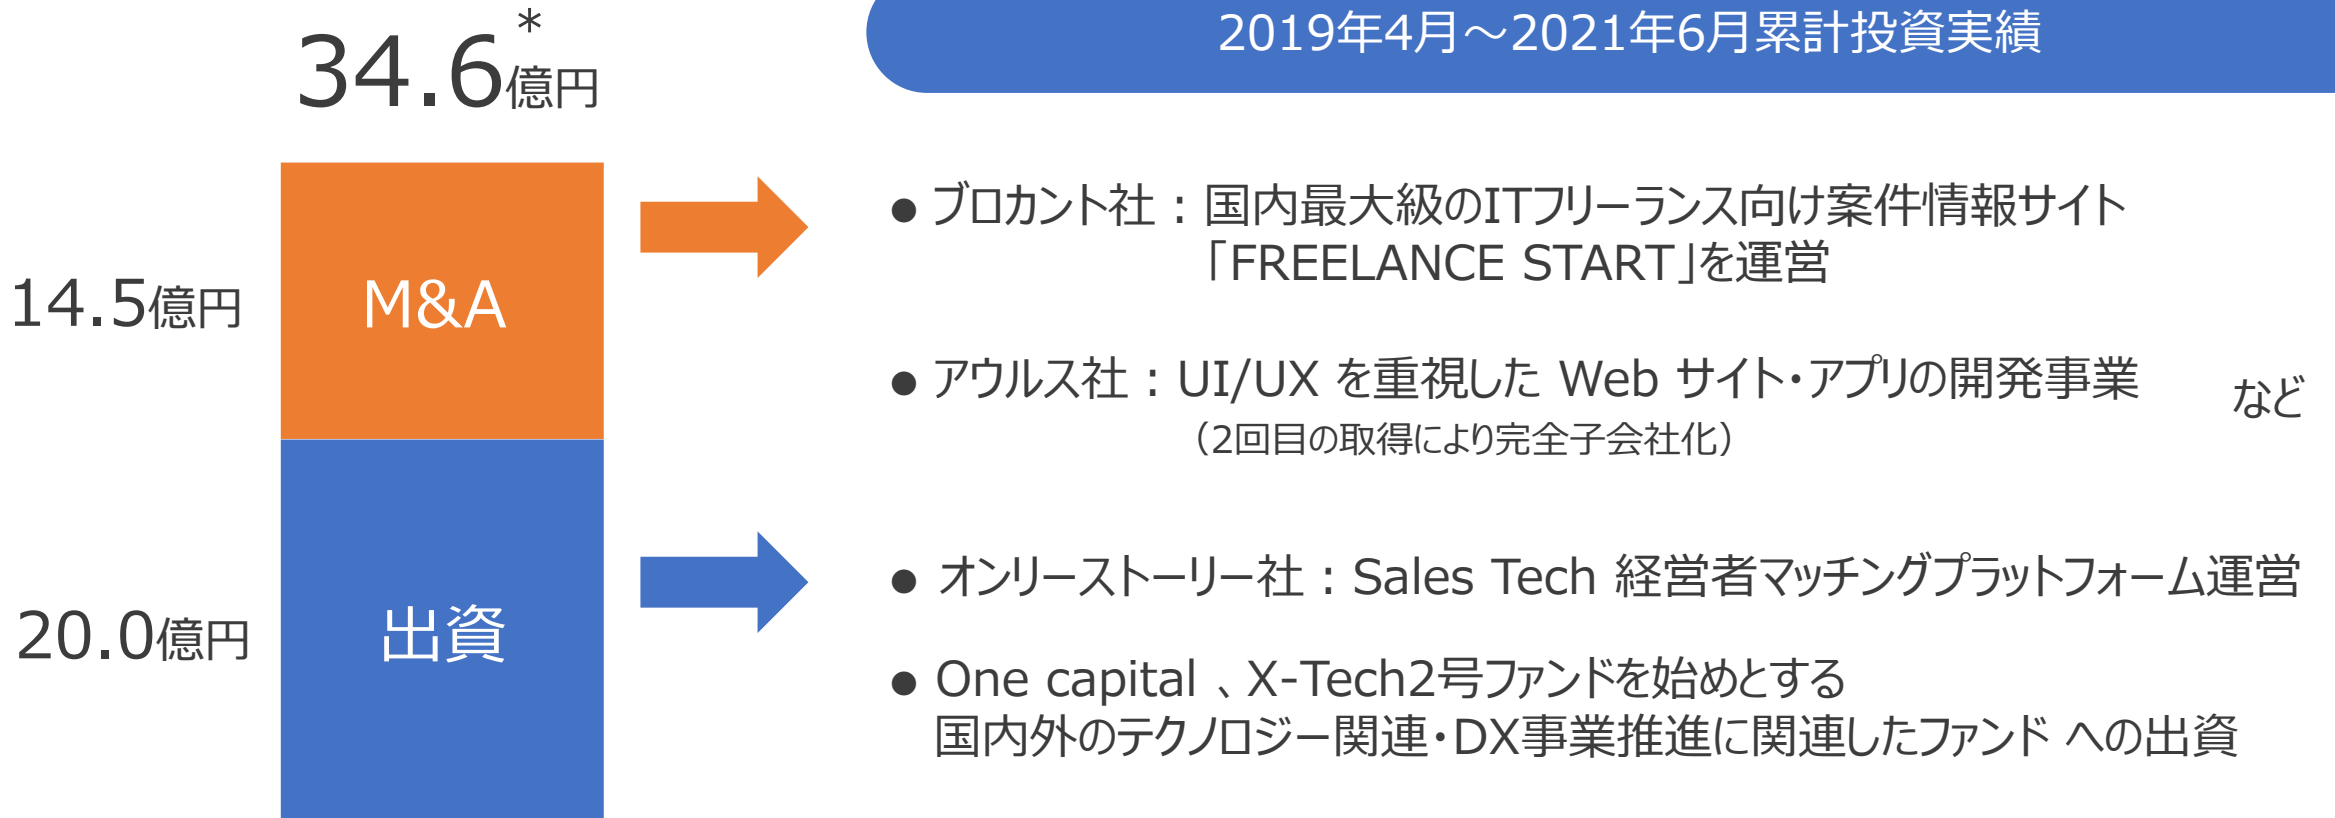 34.6億円*
2019年4月～2021年6月累計投資実績
14.5億円
M&A
● ブロカント社：国内最大級のITフリーランス向け案件情報サイト
「FREELANCE START」を運営
● アウルス社：UI/UX を重視した Web サイト・アプリの開発事業
（2回目の取得により完全子会社化）
など
20.0億円
出資
● オンリーストーリー社：Sales Tech 経営者マッチングプラットフォーム運営
● One capital 、X-Tech2号ファンドを始めとする
国内外のテクノロジー関連・DX事業推進に関連したファンド への出資